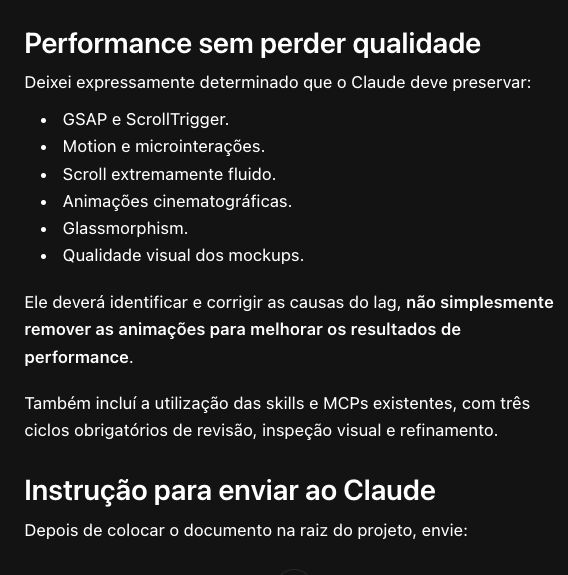 Performance sem perder qualidade
Deixei expressamente determinado que o Claude deve preservar:
• GSAP e ScrollTrigger.
• Motion e microinterações.
• Scroll extremamente fluido.
• Animações cinematográficas.
• Glassmorphism.
• Qualidade visual dos mockups.
Ele deverá identificar e corrigir as causas do lag, não simplesmente
remover as animações para melhorar os resultados de
performance.
Também incluí a utilização das skills e MCPs existentes, com três
ciclos obrigatórios de revisão, inspeção visual e refinamento.
Instrução para enviar ao Claude
Depois de colocar o documento na raiz do projeto, envie: